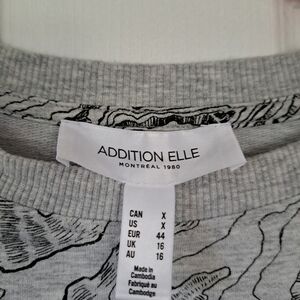 ADDITION ELLE
MONTRÉAL 1980
CAN X
US X
EUR 44
UK 16
AU 16
Made in
Cambodia
Fabriqué au
Cambodge